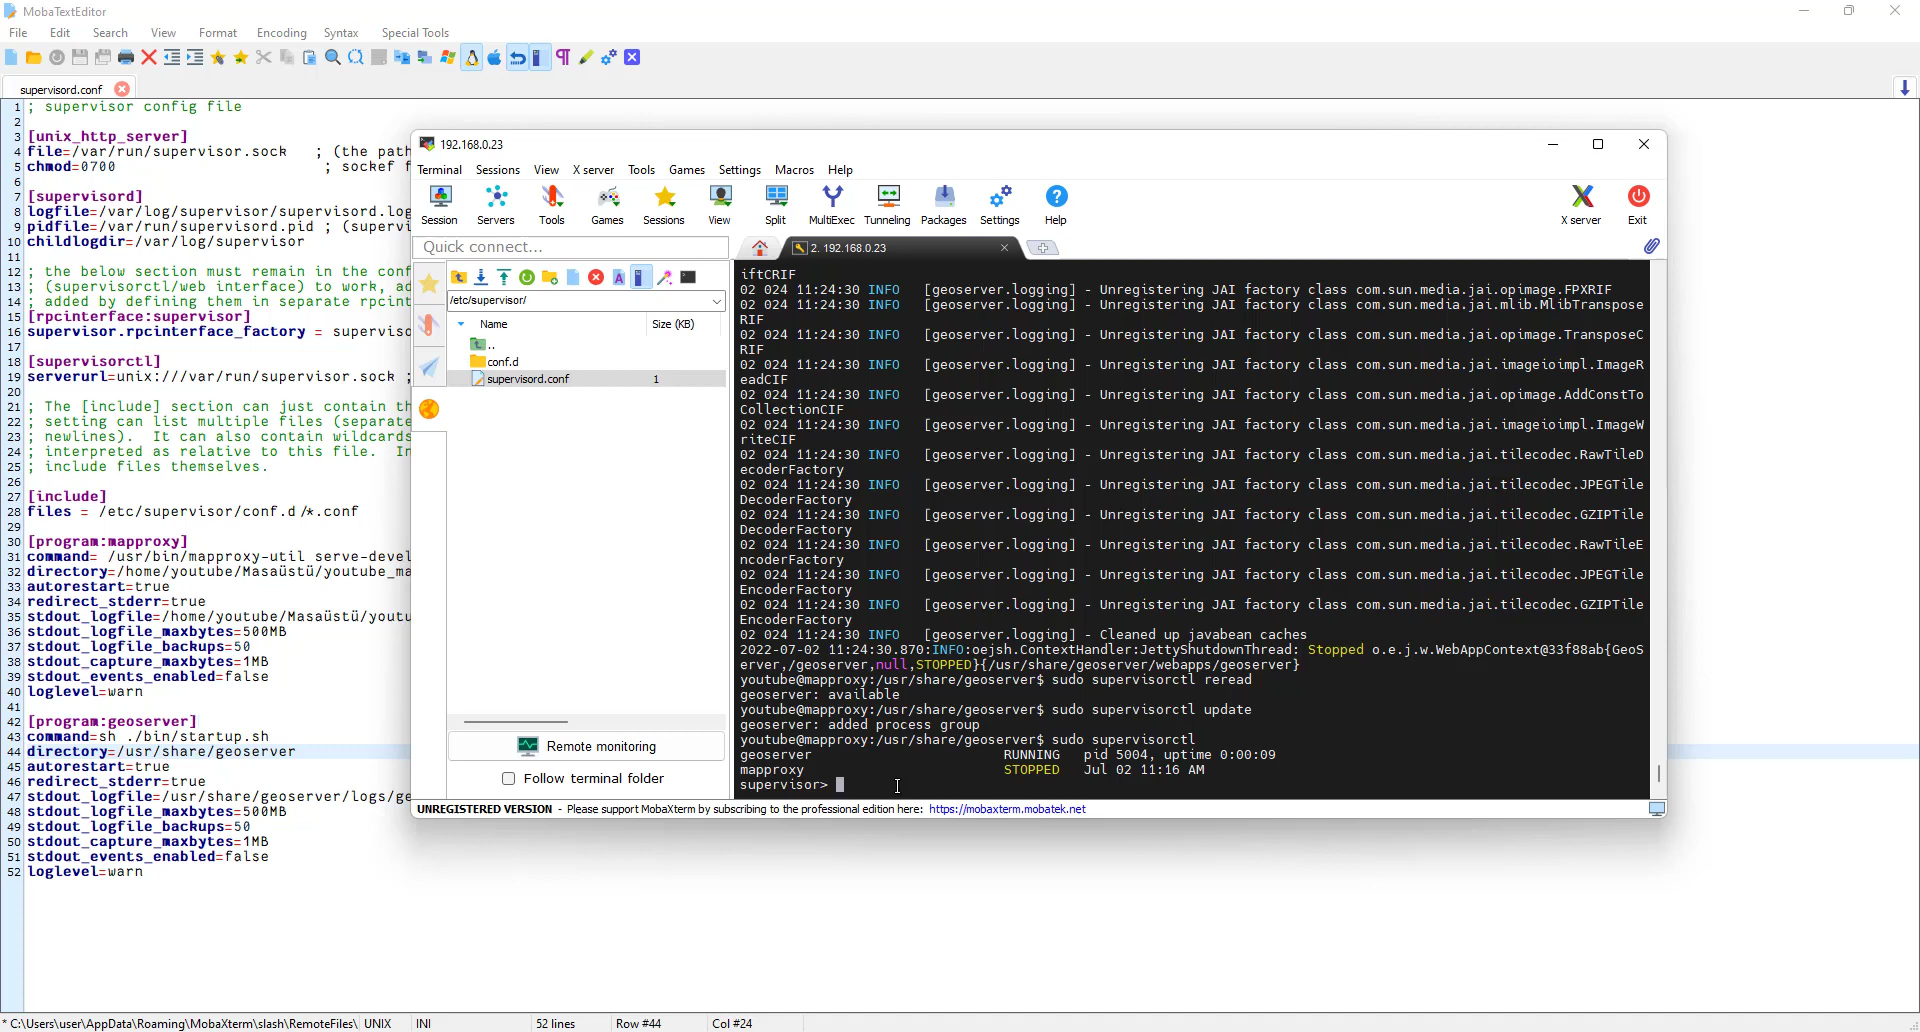 MobaTextEditor
File Edit Search View Format Encoding Syntax Special Tools
supervisord.conf
1 ; supervisor config file
2
3 [unix_http_server]
4 file=/var/run/supervisor.sock ; (the path
5 chmod=0700 ; sockef f
6
7 [supervisord]
8 logfile=/var/log/supervisor/supervisord.log
9 pidfile=/var/run/supervisord.pid ; (supervi
10 childlogdir=/var/log/supervisor
11
12 ; the below section must remain in the conf
13 ; (supervisorctl/web interface) to work, ad
14 ; added by defining them in separate rpcint
15 [rpcinterface:supervisor]
16 supervisor.rpcinterface_factory = superviso
17
18 [supervisorctl]
19 serverurl=unix:///var/run/supervisor.sock ;
20
21 ; The [include] section can just contain th
22 ; setting can list multiple files (separate
23 ; newlines). It can also contain wildcards
24 ; interpreted as relative to this file. In
25 ; include files themselves.
26
27 [include]
28 files = /etc/supervisor/conf.d/*.conf
29
30 [program:mapproxy]
31 command= /usr/bin/mapproxy-util serve-devel
32 directory=/home/youtube/Masaüstü/youtube_ma
33 autorestart=true
34 redirect_stderr=true
35 stdout_logfile=/home/youtube/Masaüstü/youtu
36 stdout_logfile_maxbytes=500MB
37 stdout_logfile_backups=50
38 stdout_capture_maxbytes=1MB
39 stdout_events_enabled=false
40 loglevel=warn
41
42 [program:geoserver]
43 command=sh ./bin/startup.sh
44 directory=/usr/share/geoserver
45 autorestart=true
46 redirect_stderr=true
47 stdout_logfile=/usr/share/geoserver/logs/ge
48 stdout_logfile_maxbytes=500MB
49 stdout_logfile_backups=50
50 stdout_capture_maxbytes=1MB
51 stdout_events_enabled=false
52 loglevel=warn
192.168.0.23
Terminal Sessions View X server Tools Games Settings Macros Help
Session Servers Tools Games Sessions View Split MultiExec Tunneling Packages Settings Help X server Exit
Quick connect...
2. 192.168.0.23
/etc/supervisor/
Name Size (KB)
..
conf.d
supervisord.conf 1
Remote monitoring
Follow terminal folder
iftCRIF
02 024 11:24:30 INFO [geoserver.logging] - Unregistering JAI factory class com.sun.media.jai.opimage.FPXRIF
02 024 11:24:30 INFO [geoserver.logging] - Unregistering JAI factory class com.sun.media.jai.mlib.MlibTranspose
RIF
02 024 11:24:30 INFO [geoserver.logging] - Unregistering JAI factory class com.sun.media.jai.opimage.TransposeC
RIF
02 024 11:24:30 INFO [geoserver.logging] - Unregistering JAI factory class com.sun.media.jai.imageioimpl.ImageR
eadCIF
02 024 11:24:30 INFO [geoserver.logging] - Unregistering JAI factory class com.sun.media.jai.opimage.AddConstTo
CollectionCIF
02 024 11:24:30 INFO [geoserver.logging] - Unregistering JAI factory class com.sun.media.jai.imageioimpl.ImageW
riteCIF
02 024 11:24:30 INFO [geoserver.logging] - Unregistering JAI factory class com.sun.media.jai.tilecodec.RawTileD
ecoderFactory
02 024 11:24:30 INFO [geoserver.logging] - Unregistering JAI factory class com.sun.media.jai.tilecodec.JPEGTile
DecoderFactory
02 024 11:24:30 INFO [geoserver.logging] - Unregistering JAI factory class com.sun.media.jai.tilecodec.GZIPTile
DecoderFactory
02 024 11:24:30 INFO [geoserver.logging] - Unregistering JAI factory class com.sun.media.jai.tilecodec.RawTileE
ncoderFactory
02 024 11:24:30 INFO [geoserver.logging] - Unregistering JAI factory class com.sun.media.jai.tilecodec.JPEGTile
EncoderFactory
02 024 11:24:30 INFO [geoserver.logging] - Unregistering JAI factory class com.sun.media.jai.tilecodec.GZIPTile
EncoderFactory
02 024 11:24:30 INFO [geoserver.logging] - Cleaned up javabean caches
2022-07-02 11:24:30.870:INFO:oejsh.ContextHandler:JettyShutdownThread: Stopped o.e.j.w.WebAppContext@33f88ab{GeoS
erver,/geoserver,null,STOPPED}{/usr/share/geoserver/webapps/geoserver}
youtube@mapproxy:/usr/share/geoserver$ sudo supervisorctl reread
geoserver: available
youtube@mapproxy:/usr/share/geoserver$ sudo supervisorctl update
geoserver: added process group
youtube@mapproxy:/usr/share/geoserver$ sudo supervisorctl
geoserver RUNNING pid 5004, uptime 0:00:09
mapproxy STOPPED Jul 02 11:16 AM
supervisor>
UNREGISTERED VERSION - Please support MobaXterm by subscribing to the professional edition here: https://mobaxterm.mobatek.net
* C:\Users\user\AppData\Roaming\MobaXterm\slash\RemoteFiles\ UNIX INI 52 lines Row #44 Col #24